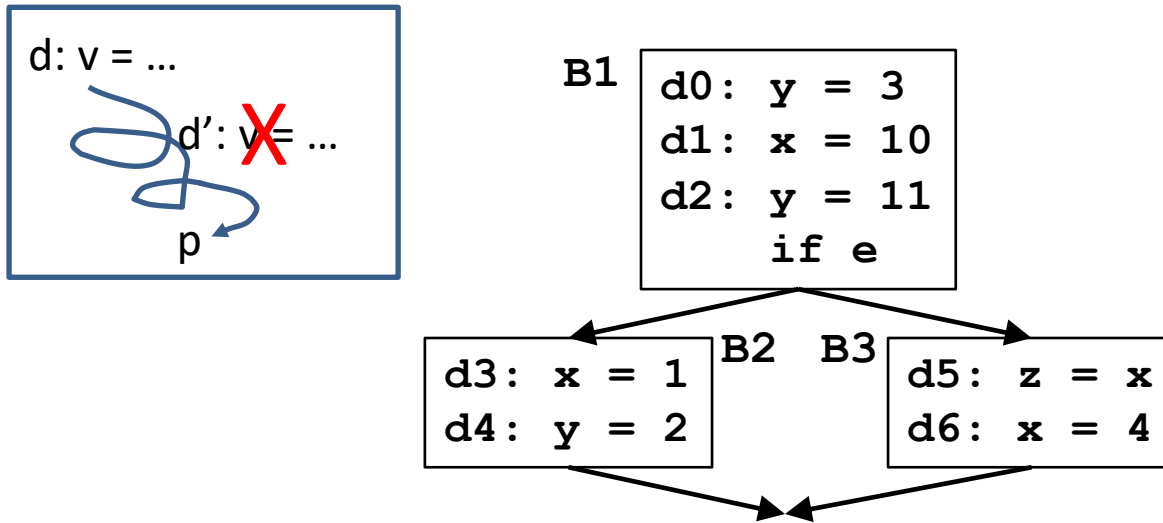 d: v = …
d’: v = …
p
B1
d0: y = 3
d1: x = 10
d2: y = 11
if e
B2
d3: x = 1
d4: y = 2
B3
d5: z = x
d6: x = 4